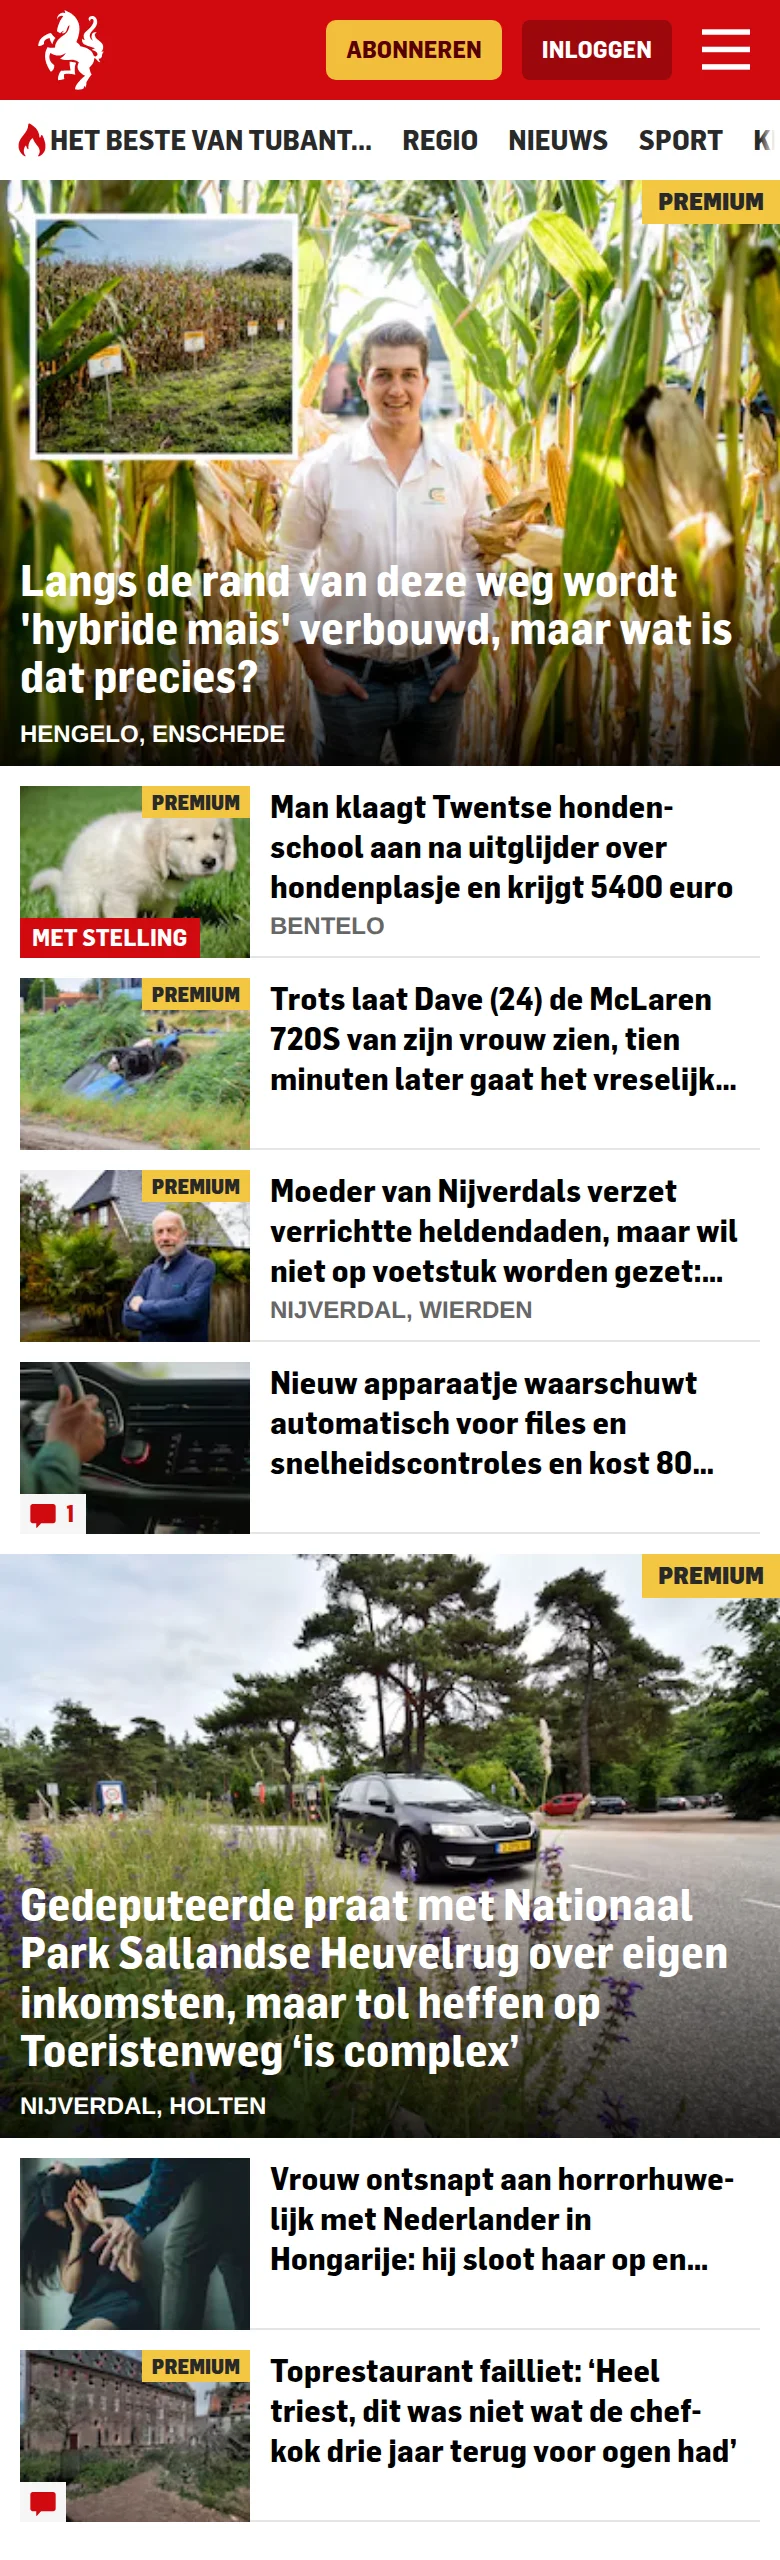 ABONNEREN
INLOGGEN
HET BESTE VAN TUBANT...
REGIO
NIEUWS
SPORT
PREMIUM
Langs de rand van deze weg wordt
'hybride mais' verbouwd, maar wat is
dat precies?
HENGELO, ENSCHEDE
PREMIUM
MET STELLING
Man klaagt Twentse honden-
school aan na uitglijder over
hondenplasje en krijgt 5400 euro
BENTELO
PREMIUM
Trots laat Dave (24) de McLaren
720S van zijn vrouw zien, tien
minuten later gaat het vreselijk...
PREMIUM
Moeder van Nijverdals verzet
verrichtte heldendaden, maar wil
niet op voetstuk worden gezet:...
NIJVERDAL, WIERDEN
1
Nieuw apparaatje waarschuwt
automatisch voor files en
snelheidscontroles en kost 80...
PREMIUM
Gedeputeerde praat met Nationaal
Park Sallandse Heuvelrug over eigen
inkomsten, maar tol heffen op
Toeristenweg ‘is complex’
NIJVERDAL, HOLTEN
Vrouw ontsnapt aan horrorhuwe-
lijk met Nederlander in
Hongarije: hij sloot haar op en...
PREMIUM
Toprestaurant failliet: ‘Heel
triest, dit was niet wat de chef-
kok drie jaar terug voor ogen had’